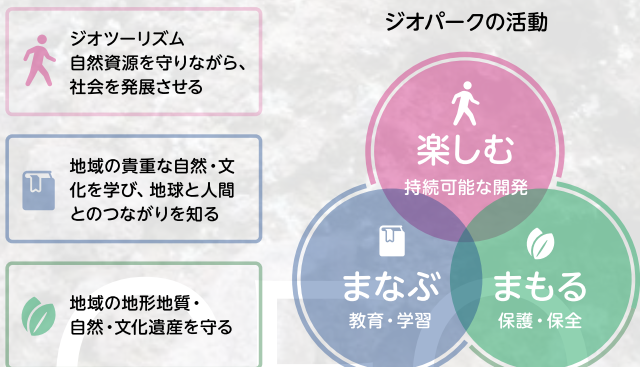 ジオパークの活動
ジオツーリズム
自然資源を守りながら、
社会を発展させる
地域の貴重な自然・文
化を学び、地球と人間
とのつながりを知る
地域の地形地質・
自然・文化遺産を守る
楽しむ
持続可能な開発
まなぶ
教育・学習
まもる
保護・保全